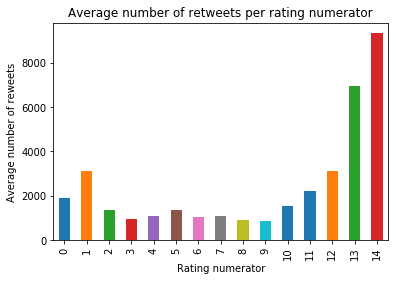 Average number of retweets per rating numerator
Average number of reweets
8000
6000
4000
2000
0
0 1 2 3 4 5 6 7 8 9 10 11 12 13 14
Rating numerator